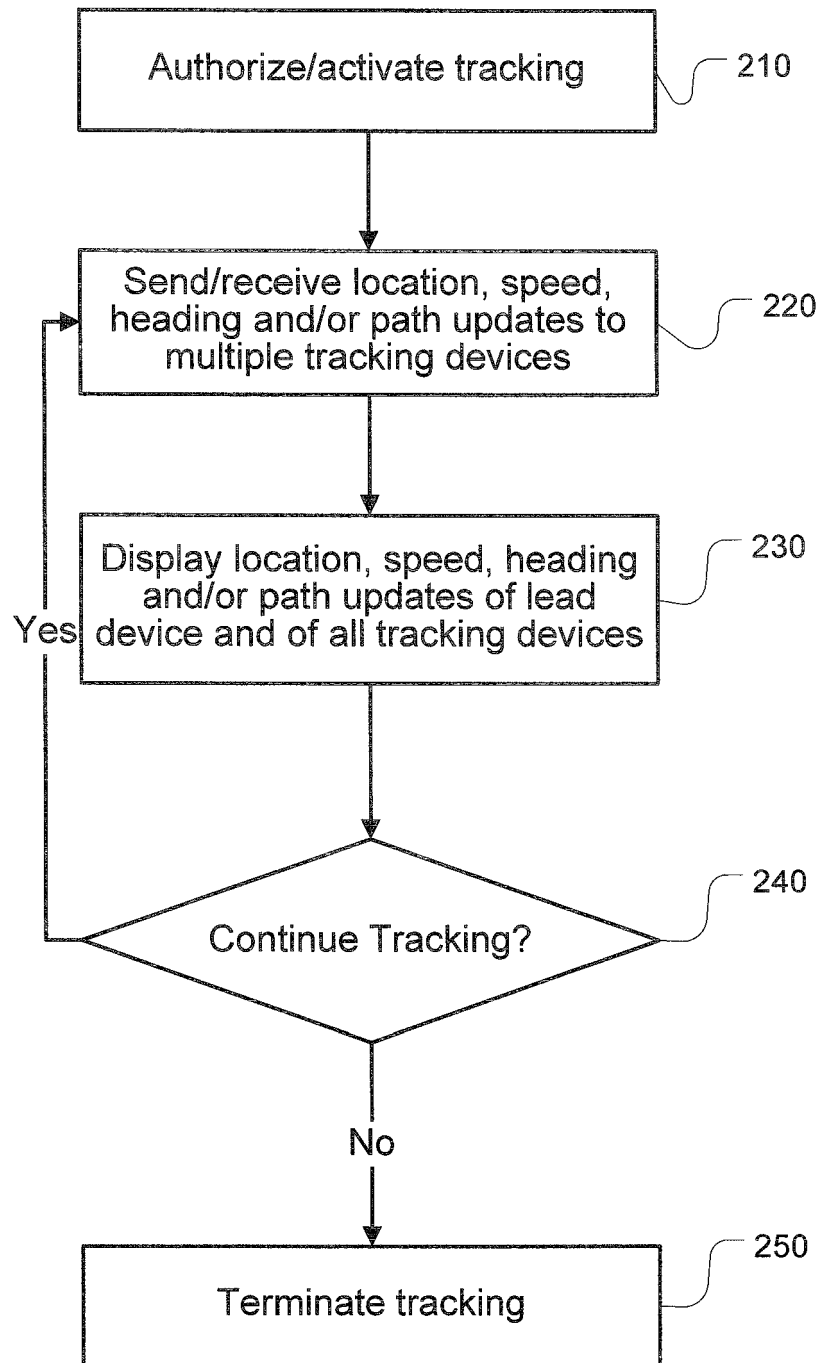 Authorize/activate tracking
210
Send/receive location, speed,
heading and/or path updates to
multiple tracking devices
220
Display location, speed, heading
and/or path updates of lead
device and of all tracking devices
230
Yes
Continue Tracking?
240
No
Terminate tracking
250